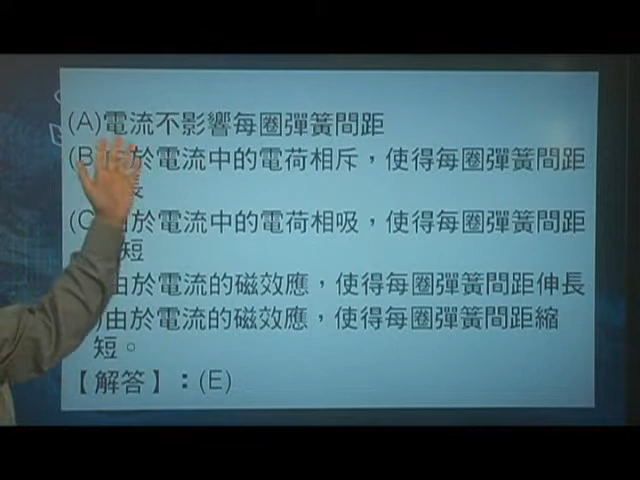 (A)電流不影響每圈彈簧間距
(B 於電流中的電荷相斥，使得每圈彈簧間距
長
(C 由於電流中的電荷相吸，使得每圈彈簧間距
短
由於電流的磁效應，使得每圈彈簧間距伸長
)由於電流的磁效應，使得每圈彈簧間距縮
短。
【解答】：(E)